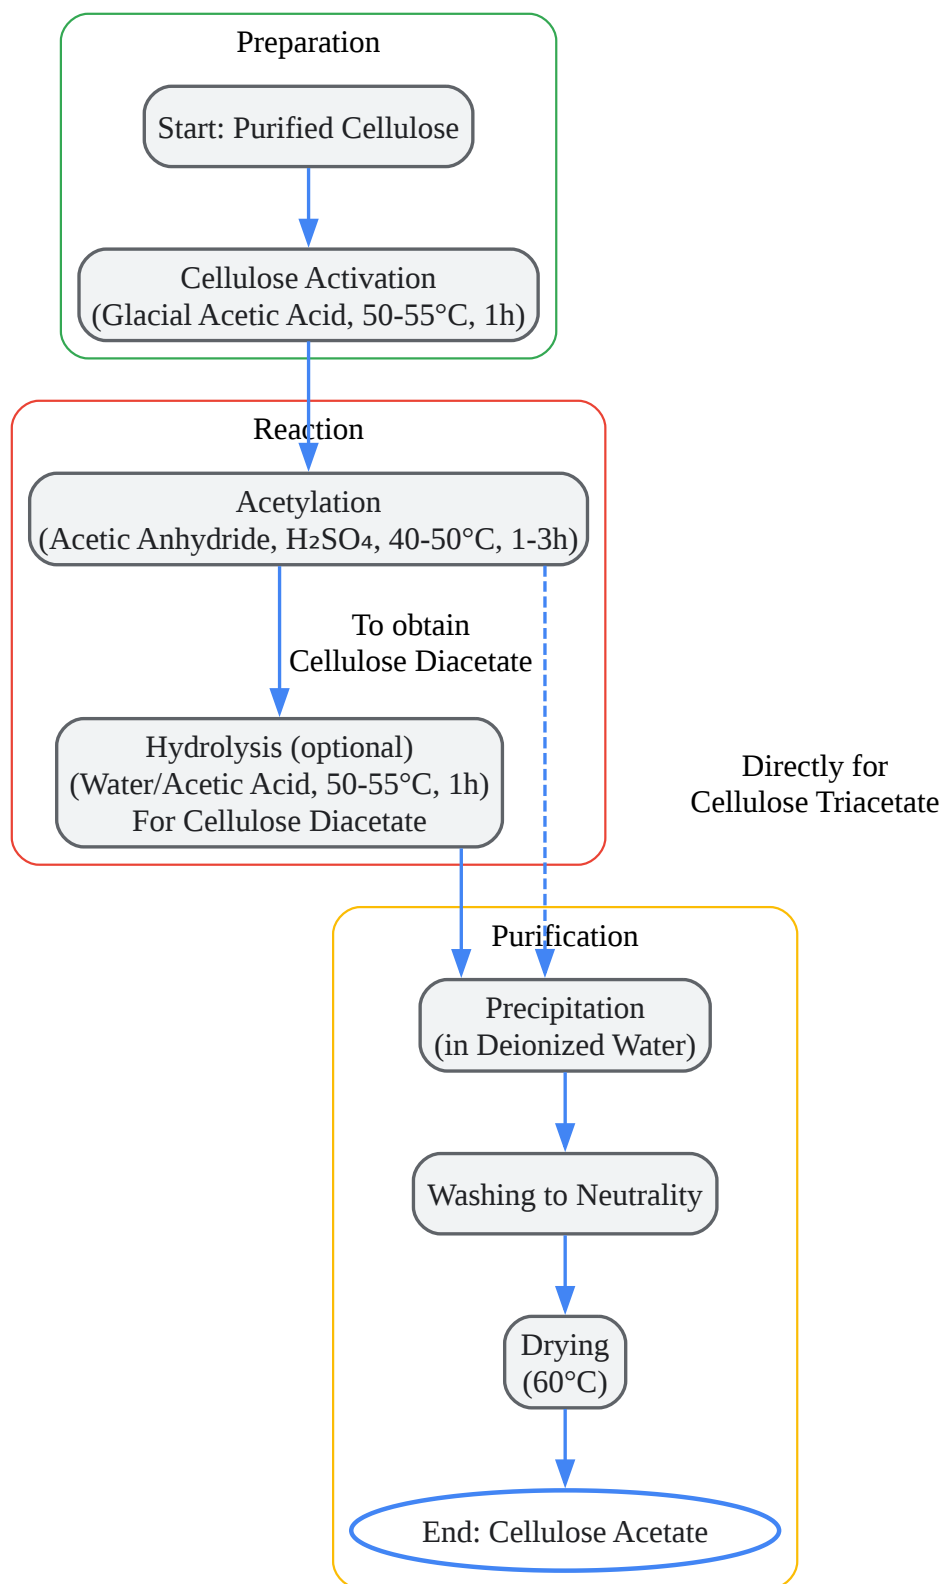 Preparation
Start: Purified Cellulose
Cellulose Activation
(Glacial Acetic Acid, 50-55°C, 1h)
Reaction
Acetylation
(Acetic Anhydride, H₂SO₄, 40-50°C, 1-3h)
To obtain
Cellulose Diacetate
Hydrolysis (optional)
(Water/Acetic Acid, 50-55°C, 1h)
For Cellulose Diacetate
Directly for
Cellulose Triacetate
Purification
Precipitation
(in Deionized Water)
Washing to Neutrality
Drying
(60°C)
End: Cellulose Acetate